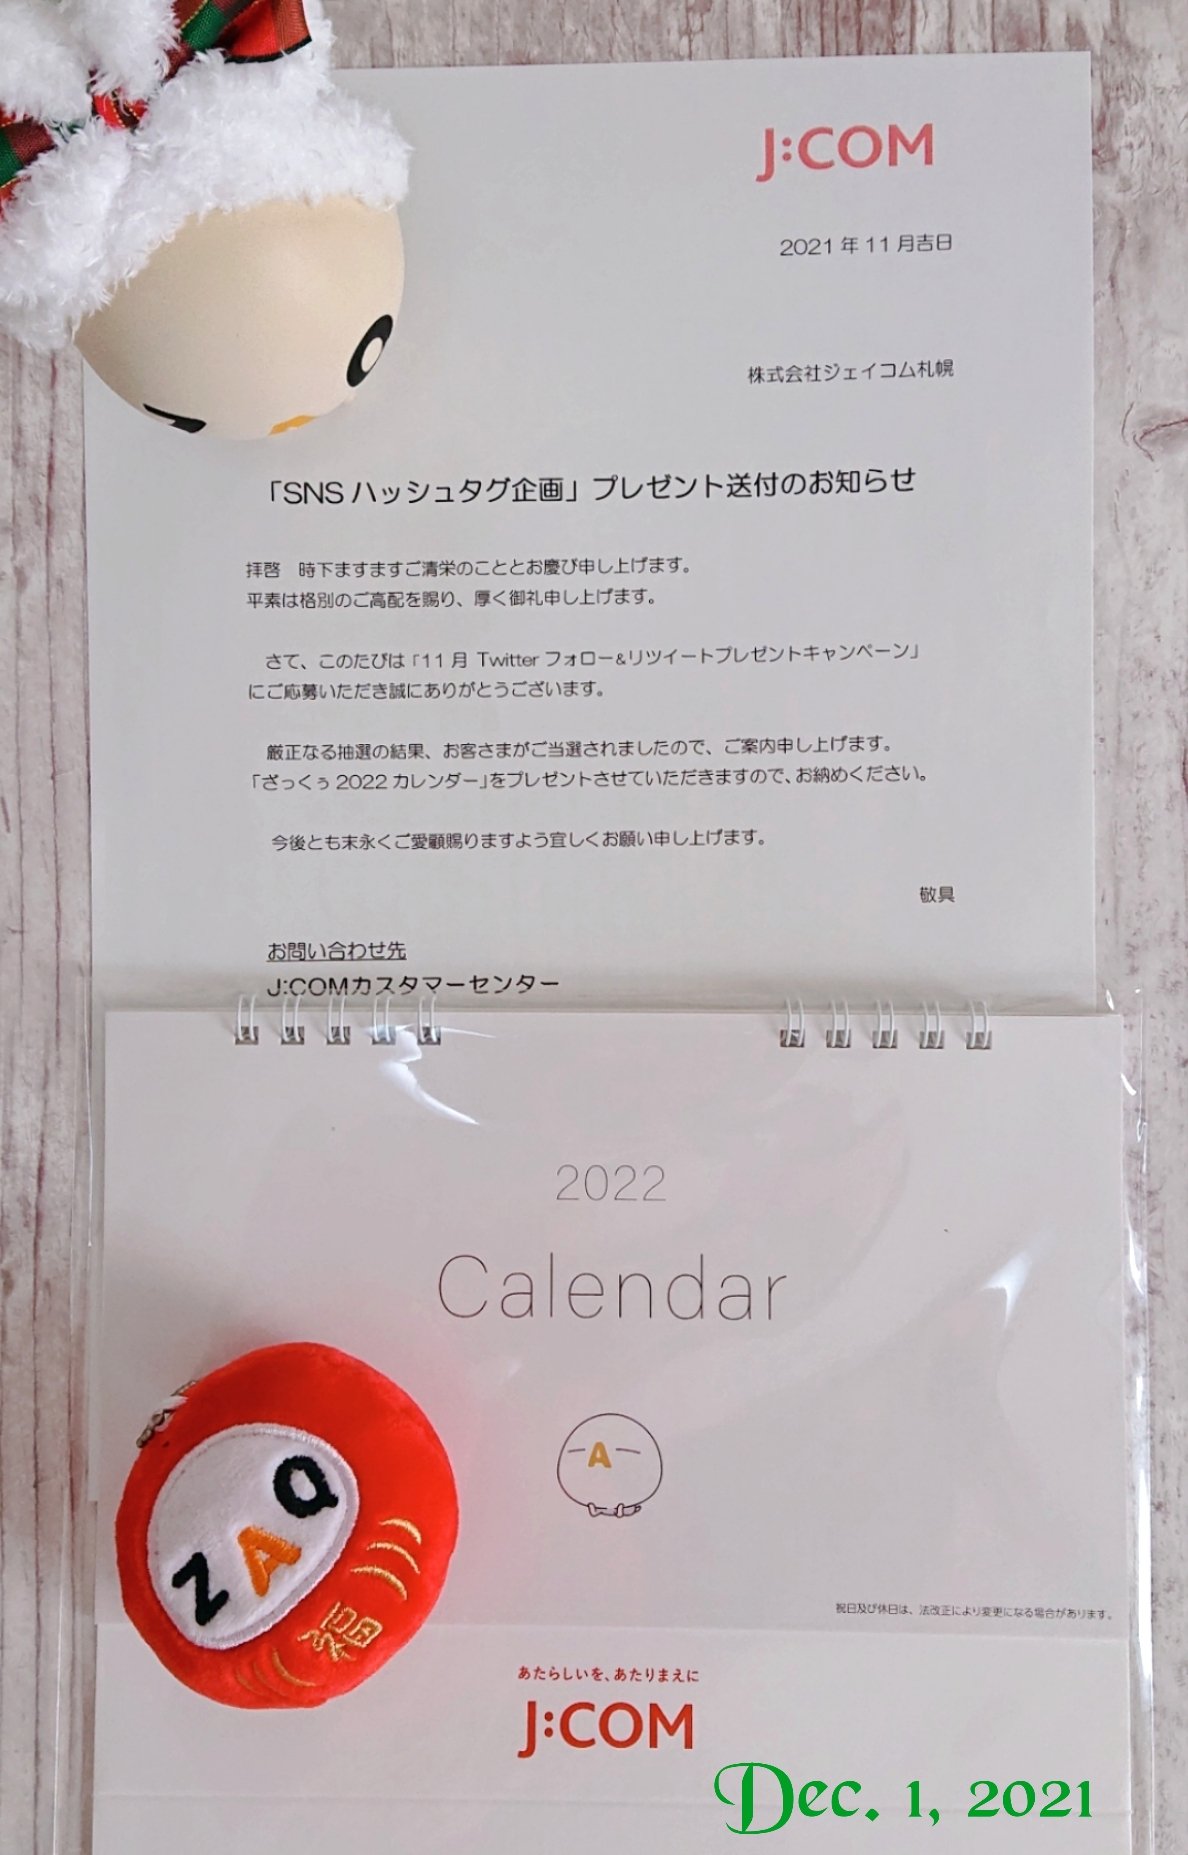 J:COM
2021年11月吉日
株式会社ジェイコム札幌
「SNSハッシュタグ企画」プレゼント送付のお知らせ
拝啓　時下ますますご清栄のこととお慶び申し上げます。
平素は格別のご高配を賜り、厚く御礼申し上げます。
さて、このたびは「11月 Twitterフォロー&リツイートプレゼントキャンペーン」
にご応募いただき誠にありがとうございます。
厳正なる抽選の結果、お客さまがご当選されましたので、ご案内申し上げます。
「ざっくぅ2022カレンダー」をプレゼントさせていただきますので、お納めください。
今後とも末永くご愛顧賜りますよう宜しくお願い申し上げます。
敬具
お問い合わせ先
J:COMカスタマーセンター
2022
Calendar
A
ZAQ
福
祝日及び休日は、法改正により変更になる場合があります。
あたらしいを、あたりまえに
J:COM
Dec. 1, 2021